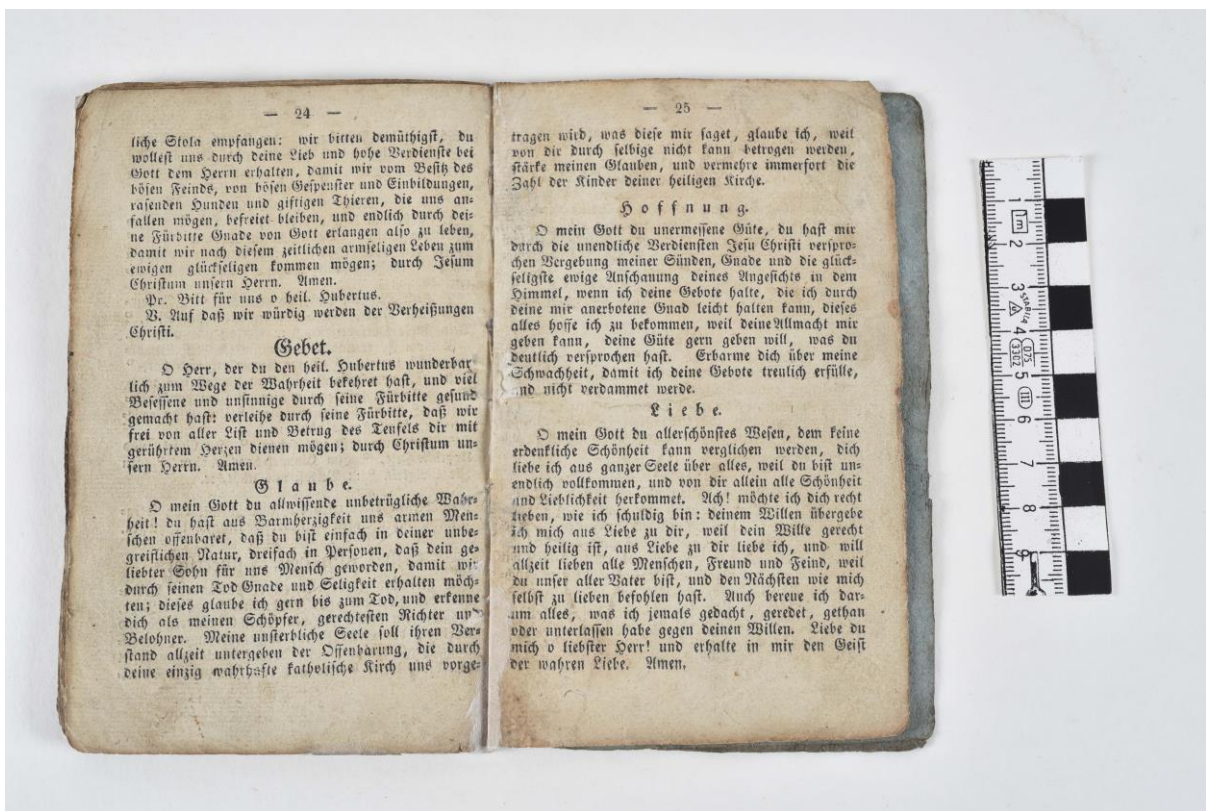 — 24 —
liche Stola empfangen: wir bitten demüthigst, du
wollest uns durch deine Lieb und hohe Verdienste bei
Gott dem Herrn erhalten, damit wir vom Besitz des
bösen Feinds, von bösen Gespenster und Einbildungen,
rasenden Hunden und giftigen Thieren, die uns an-
fallen mögen, befreiet bleiben, und endlich durch dei-
ne Fürbitte Gnade von Gott erlangen also zu leben,
damit wir nach diesem zeitlichen armseligen Leben zum
ewigen glückseligen kommen mögen; durch Jesum
Christum unsern Herrn. Amen.
Pr. Bitt für uns o heil. Hubertus.
V. Auf daß wir würdig werden der Verheißungen
Christi.
Gebet.
O Herr, der du den heil. Hubertus wunderbar
lich zum Wege der Wahrheit bekehret hast, und viel
Besessene und unsinnige durch seine Fürbitte gesund
gemacht hast: verleihe durch seine Fürbitte, daß wir
frei von aller List und Betrug des Teufels dir mit
gerührtem Herzen dienen mögen; durch Christum un-
sern Herrn. Amen.
Glaube.
O mein Gott du allwissende unbetrügliche Wahr-
heit! du hast aus Barmherzigkeit uns armen Men-
schen offenbaret, daß du bist einfach in deiner unbe-
greiflichen Natur, dreifach in Personen, daß dein ge-
liebter Sohn für uns Mensch geworden, damit wir
durch seinen Tod Gnade und Seligkeit erhalten möch-
ten; dieses glaube ich gern bis zum Tod, und erkenne
dich als meinen Schöpfer, gerechtesten Richter und
Belohner. Meine unsterbliche Seele soll ihren Ver-
stand allzeit untergeben der Offenbarung, die durch
deine einzig wahrhafte katholische Kirch uns vorge-
— 25 —
tragen wird, was diese mir saget, glaube ich, weil
von dir durch selbige nicht kann betrogen werden,
stärke meinen Glauben, und vermehre immerfort die
Zahl der Kinder deiner heiligen Kirche.
Hoffnung.
O mein Gott du unermessene Güte, du hast mir
durch die unendliche Verdiensten Jesu Christi verspro-
chen Vergebung meiner Sünden, Gnade und die glück-
seligste ewige Anschanung deines Angesichts in dem
Himmel, wenn ich deine Gebote halte, die ich durch
deine mir anerbotene Gnad leicht halten kann, dieses
alles hoffe ich zu bekommen, weil deine Allmacht mir
geben kann, deine Güte gern geben will, was du
deutlich versprochen hast. Erbarme dich über meine
Schwachheit, damit ich deine Gebote treulich erfülle,
und nicht verdammet werde.
Liebe.
O mein Gott du allerschönstes Wesen, dem keine
erdenkliche Schönheit kann verglichen werden, dich
liebe ich aus ganzer Seele über alles, weil du bist un-
endlich vollkommen, und von dir allein alle Schönheit
und Lieblichkeit herkommet. Ach! möchte ich dich recht
lieben, wie ich schuldig bin: deinem Willen übergebe
ich mich aus Liebe zu dir, weil dein Wille gerecht
und heilig ist, aus Liebe zu dir liebe ich, und will
allzeit lieben alle Menschen, Freund und Feind, weil
du unser aller Vater bist, und den Nächsten wie mich
selbst zu lieben befohlen hast. Auch bereue ich dar-
um alles, was ich jemals gedacht, geredet, gethan
oder unterlassen habe gegen deinen Willen. Liebe du
mich o liebster Herr! und erhalte in mir den Geist
der wahren Liebe. Amen.
1
m
2
3
4
D75
3302
5
III
6
7
8
9